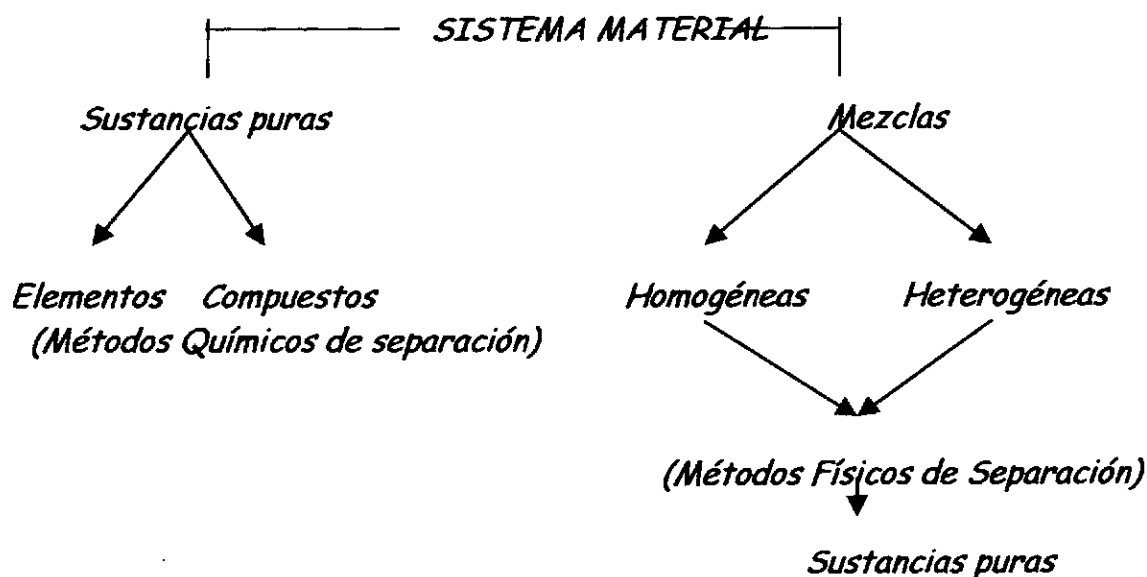 SISTEMA MATERIAL
Sustancias puras
Mezclas
Elementos Compuestos
(Métodos Químicos de separación)
Homogéneas Heterogéneas
(Métodos Físicos de Separación)
Sustancias puras